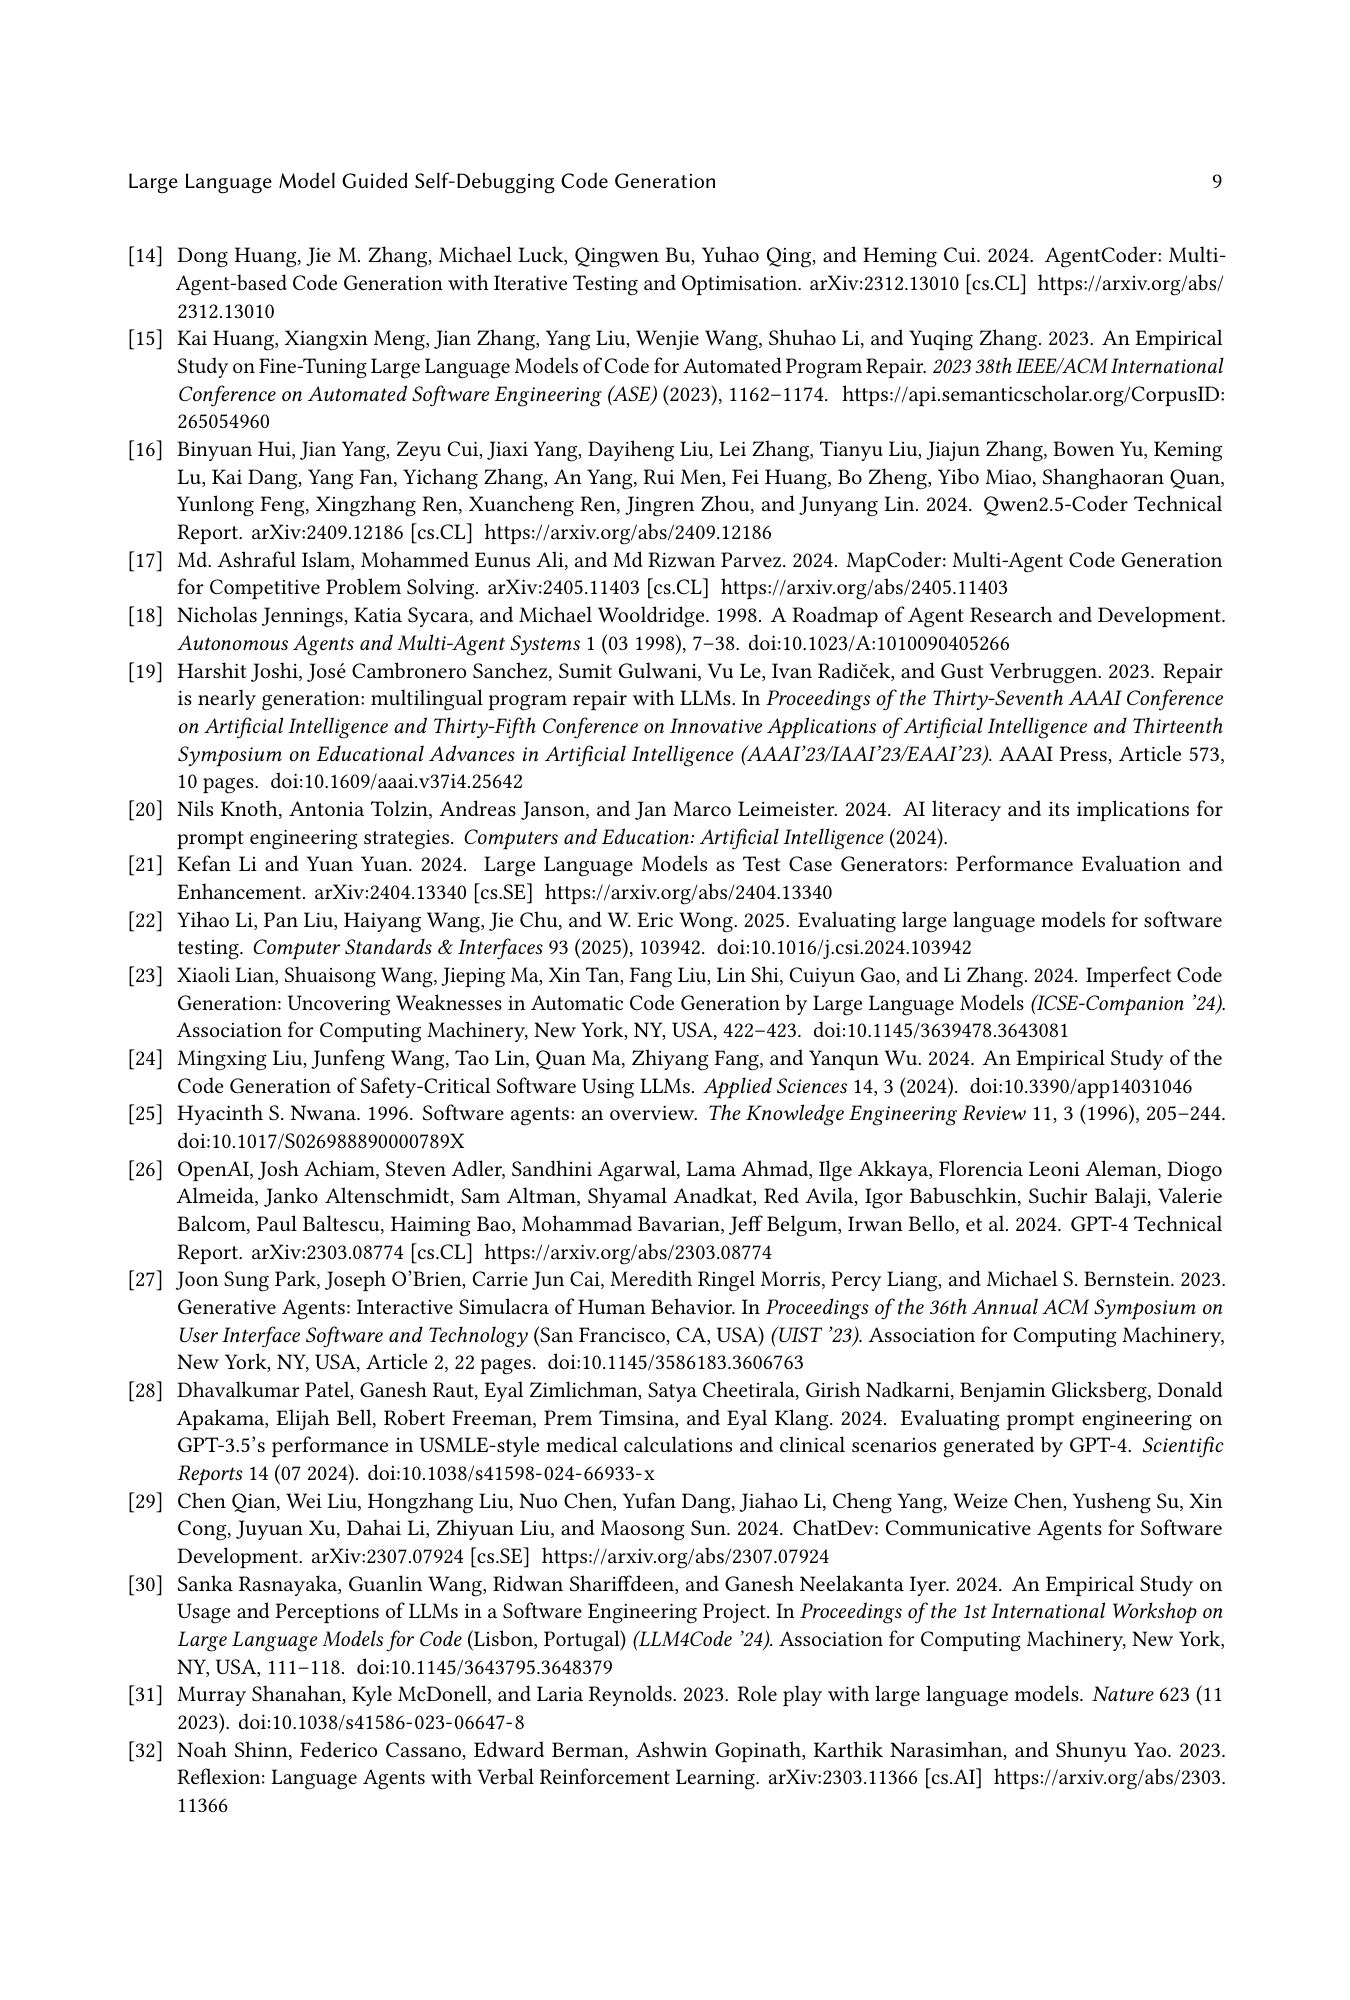 Large Language Model Guided Self-Debugging Code Generation 9
[14] Dong Huang, Jie M. Zhang, Michael Luck, Qingwen Bu, Yuhao Qing, and Heming Cui. 2024. AgentCoder: Multi-
Agent-based Code Generation with Iterative Testing and Optimisation. arXiv:2312.13010 [cs.CL] https://arxiv.org/abs/
2312.13010
[15] Kai Huang, Xiangxin Meng, Jian Zhang, Yang Liu, Wenjie Wang, Shuhao Li, and Yuqing Zhang. 2023. An Empirical
Study on Fine-Tuning Large Language Models of Code for Automated Program Repair. 2023 38th IEEE/ACM International
Conference on Automated Software Engineering (ASE) (2023), 1162–1174. https://api.semanticscholar.org/CorpusID:
265054960
[16] Binyuan Hui, Jian Yang, Zeyu Cui, Jiaxi Yang, Dayiheng Liu, Lei Zhang, Tianyu Liu, Jiajun Zhang, Bowen Yu, Keming
Lu, Kai Dang, Yang Fan, Yichang Zhang, An Yang, Rui Men, Fei Huang, Bo Zheng, Yibo Miao, Shanghaoran Quan,
Yunlong Feng, Xingzhang Ren, Xuancheng Ren, Jingren Zhou, and Junyang Lin. 2024. Qwen2.5-Coder Technical
Report. arXiv:2409.12186 [cs.CL] https://arxiv.org/abs/2409.12186
[17] Md. Ashraful Islam, Mohammed Eunus Ali, and Md Rizwan Parvez. 2024. MapCoder: Multi-Agent Code Generation
for Competitive Problem Solving. arXiv:2405.11403 [cs.CL] https://arxiv.org/abs/2405.11403
[18] Nicholas Jennings, Katia Sycara, and Michael Wooldridge. 1998. A Roadmap of Agent Research and Development.
Autonomous Agents and Multi-Agent Systems 1 (03 1998), 7–38. doi:10.1023/A:1010090405266
[19] Harshit Joshi, José Cambronero Sanchez, Sumit Gulwani, Vu Le, Ivan Radiček, and Gust Verbruggen. 2023. Repair
is nearly generation: multilingual program repair with LLMs. In Proceedings of the Thirty-Seventh AAAI Conference
on Artificial Intelligence and Thirty-Fifth Conference on Innovative Applications of Artificial Intelligence and Thirteenth
Symposium on Educational Advances in Artificial Intelligence (AAAI’23/IAAI’23/EAAI’23). AAAI Press, Article 573,
10 pages. doi:10.1609/aaai.v37i4.25642
[20] Nils Knoth, Antonia Tolzin, Andreas Janson, and Jan Marco Leimeister. 2024. AI literacy and its implications for
prompt engineering strategies. Computers and Education: Artificial Intelligence (2024).
[21] Kefan Li and Yuan Yuan. 2024. Large Language Models as Test Case Generators: Performance Evaluation and
Enhancement. arXiv:2404.13340 [cs.SE] https://arxiv.org/abs/2404.13340
[22] Yihao Li, Pan Liu, Haiyang Wang, Jie Chu, and W. Eric Wong. 2025. Evaluating large language models for software
testing. Computer Standards & Interfaces 93 (2025), 103942. doi:10.1016/j.csi.2024.103942
[23] Xiaoli Lian, Shuaisong Wang, Jieping Ma, Xin Tan, Fang Liu, Lin Shi, Cuiyun Gao, and Li Zhang. 2024. Imperfect Code
Generation: Uncovering Weaknesses in Automatic Code Generation by Large Language Models (ICSE-Companion ’24).
Association for Computing Machinery, New York, NY, USA, 422–423. doi:10.1145/3639478.3643081
[24] Mingxing Liu, Junfeng Wang, Tao Lin, Quan Ma, Zhiyang Fang, and Yanqun Wu. 2024. An Empirical Study of the
Code Generation of Safety-Critical Software Using LLMs. Applied Sciences 14, 3 (2024). doi:10.3390/app14031046
[25] Hyacinth S. Nwana. 1996. Software agents: an overview. The Knowledge Engineering Review 11, 3 (1996), 205–244.
doi:10.1017/S026988890000789X
[26] OpenAI, Josh Achiam, Steven Adler, Sandhini Agarwal, Lama Ahmad, Ilge Akkaya, Florencia Leoni Aleman, Diogo
Almeida, Janko Altenschmidt, Sam Altman, Shyamal Anadkat, Red Avila, Igor Babuschkin, Suchir Balaji, Valerie
Balcom, Paul Baltescu, Haiming Bao, Mohammad Bavarian, Jeff Belgum, Irwan Bello, et al. 2024. GPT-4 Technical
Report. arXiv:2303.08774 [cs.CL] https://arxiv.org/abs/2303.08774
[27] Joon Sung Park, Joseph O’Brien, Carrie Jun Cai, Meredith Ringel Morris, Percy Liang, and Michael S. Bernstein. 2023.
Generative Agents: Interactive Simulacra of Human Behavior. In Proceedings of the 36th Annual ACM Symposium on
User Interface Software and Technology (San Francisco, CA, USA) (UIST ’23). Association for Computing Machinery,
New York, NY, USA, Article 2, 22 pages. doi:10.1145/3586183.3606763
[28] Dhavalkumar Patel, Ganesh Raut, Eyal Zimlichman, Satya Cheetirala, Girish Nadkarni, Benjamin Glicksberg, Donald
Apakama, Elijah Bell, Robert Freeman, Prem Timsina, and Eyal Klang. 2024. Evaluating prompt engineering on
GPT-3.5’s performance in USMLE-style medical calculations and clinical scenarios generated by GPT-4. Scientific
Reports 14 (07 2024). doi:10.1038/s41598-024-66933-x
[29] Chen Qian, Wei Liu, Hongzhang Liu, Nuo Chen, Yufan Dang, Jiahao Li, Cheng Yang, Weize Chen, Yusheng Su, Xin
Cong, Juyuan Xu, Dahai Li, Zhiyuan Liu, and Maosong Sun. 2024. ChatDev: Communicative Agents for Software
Development. arXiv:2307.07924 [cs.SE] https://arxiv.org/abs/2307.07924
[30] Sanka Rasnayaka, Guanlin Wang, Ridwan Shariffdeen, and Ganesh Neelakanta Iyer. 2024. An Empirical Study on
Usage and Perceptions of LLMs in a Software Engineering Project. In Proceedings of the 1st International Workshop on
Large Language Models for Code (Lisbon, Portugal) (LLM4Code ’24). Association for Computing Machinery, New York,
NY, USA, 111–118. doi:10.1145/3643795.3648379
[31] Murray Shanahan, Kyle McDonell, and Laria Reynolds. 2023. Role play with large language models. Nature 623 (11
2023). doi:10.1038/s41586-023-06647-8
[32] Noah Shinn, Federico Cassano, Edward Berman, Ashwin Gopinath, Karthik Narasimhan, and Shunyu Yao. 2023.
Reflexion: Language Agents with Verbal Reinforcement Learning. arXiv:2303.11366 [cs.AI] https://arxiv.org/abs/2303.
11366